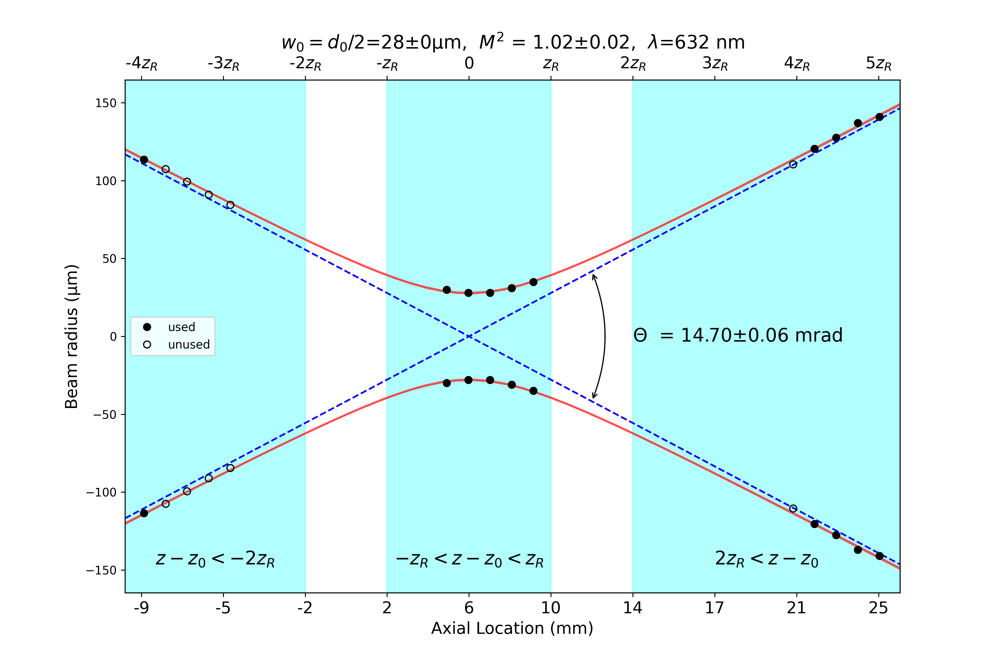 w₀ = d₀/2=28±0µm, M² = 1.02±0.02, λ=632 nm
-4z_R -3z_R -2z_R -z_R 0 z_R 2z_R 3z_R 4z_R 5z_R
150
100
50
0
−50
−100
−150
Beam radius (µm)
used
unused
Θ = 14.70±0.06 mrad
z − z₀ < −2z_R
−z_R < z − z₀ < z_R
2z_R < z − z₀
-9 -5 -2 2 6 10 14 17 21 25
Axial Location (mm)